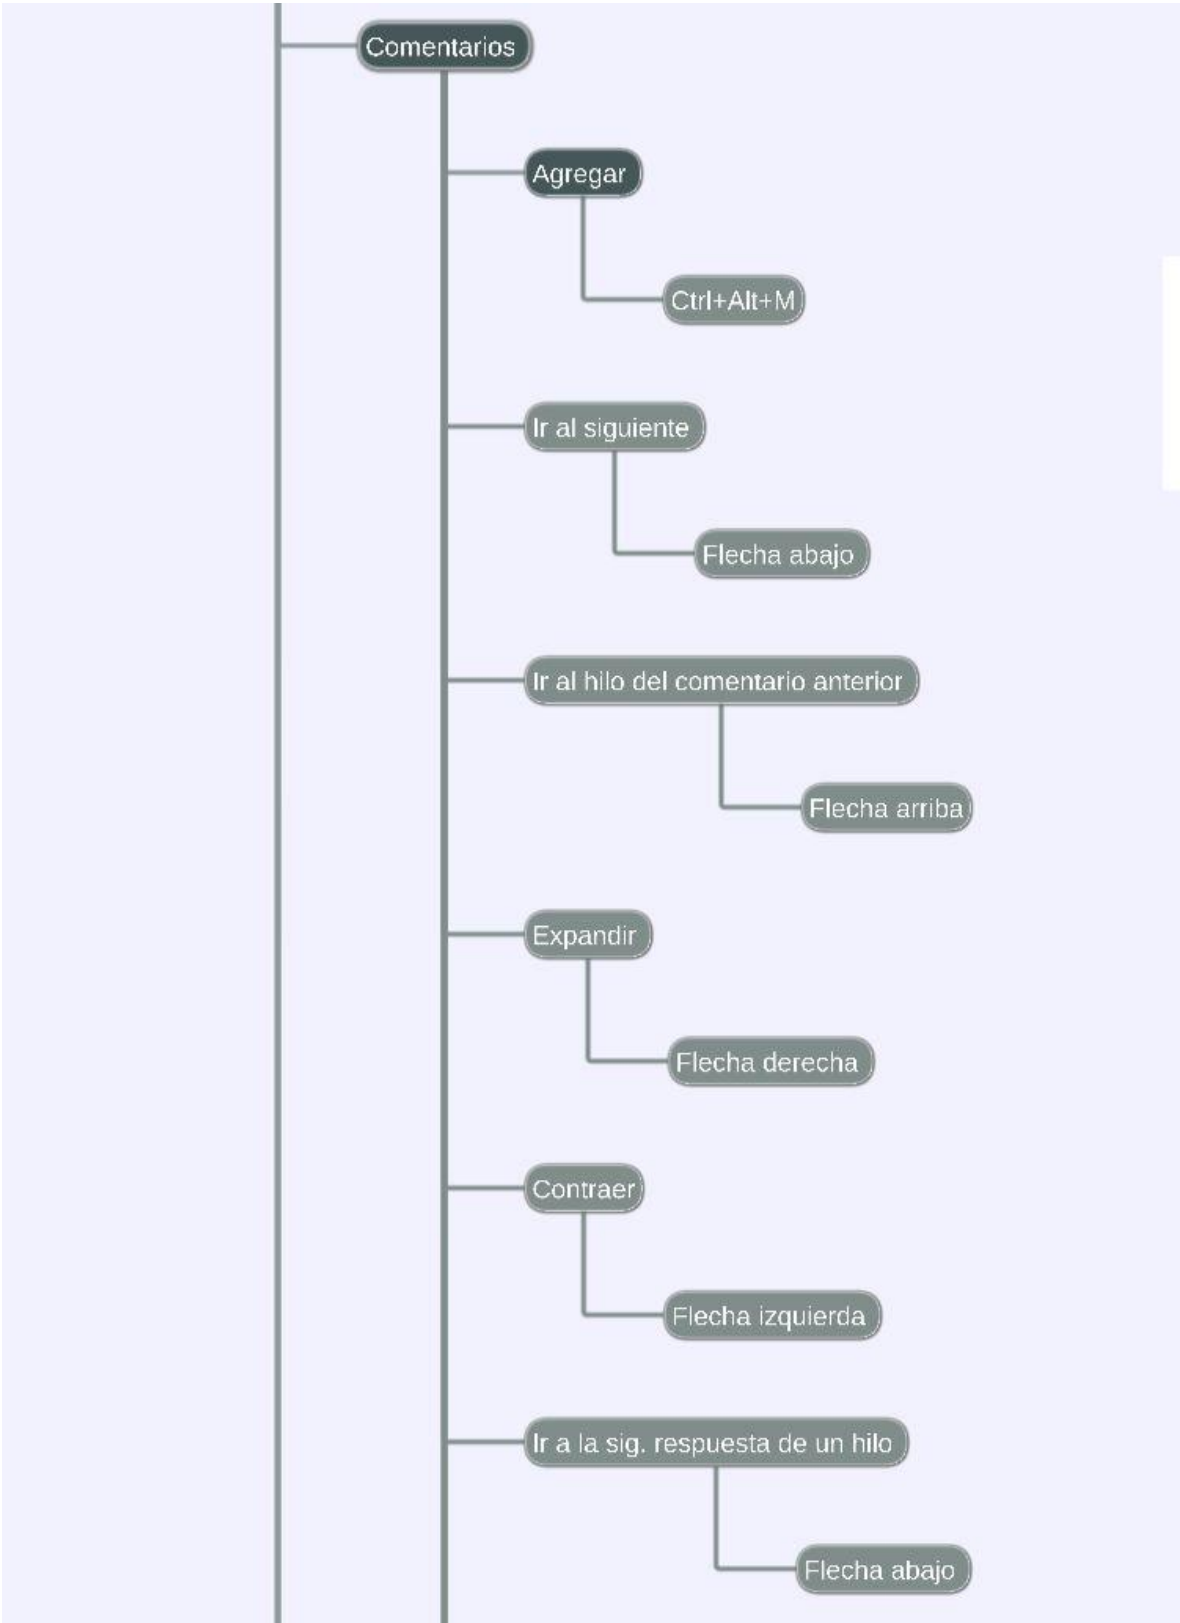 Comentarios
Agregar
Ctrl+Alt+M
Ir al siguiente
Flecha abajo
Ir al hilo del comentario anterior
Flecha arriba
Expandir
Flecha derecha
Contraer
Flecha izquierda
Ir a la sig. respuesta de un hilo
Flecha abajo